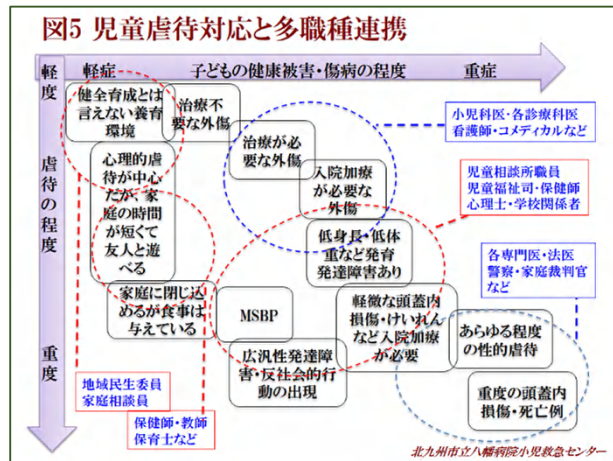 図5 児童虐待対応と多職種連携
軽症
子どもの健康被害・傷病の程度
重症
軽度
虐待の程度
重度
健全育成とは
言えない養育
環境
治療不
要な外傷
治療が必
要な外傷
入院加療
が必要な
外傷
心理的虐
待が中心
だが、家
庭の時間
が短くて
友人と遊
べる
低身長・低体
重など発育
発達障害あり
家庭に閉じ込
めるが食事は
与えている
MSBP
軽微な頭蓋内
損傷・けいれん
など入院加療
が必要
広汎性発達障
害・反社会的行
動の出現
あらゆる程度
の性的虐待
重度の頭蓋内
損傷・死亡例
小児科医・各診療科医
看護師・コメディカルなど
児童相談所職員
児童福祉司・保健師
心理士・学校関係者
各専門医・法医
警察・家庭裁判官
など
地域民生委員
家庭相談員
保健師・教師
保育士など
北九州市立八幡病院小児救急センター